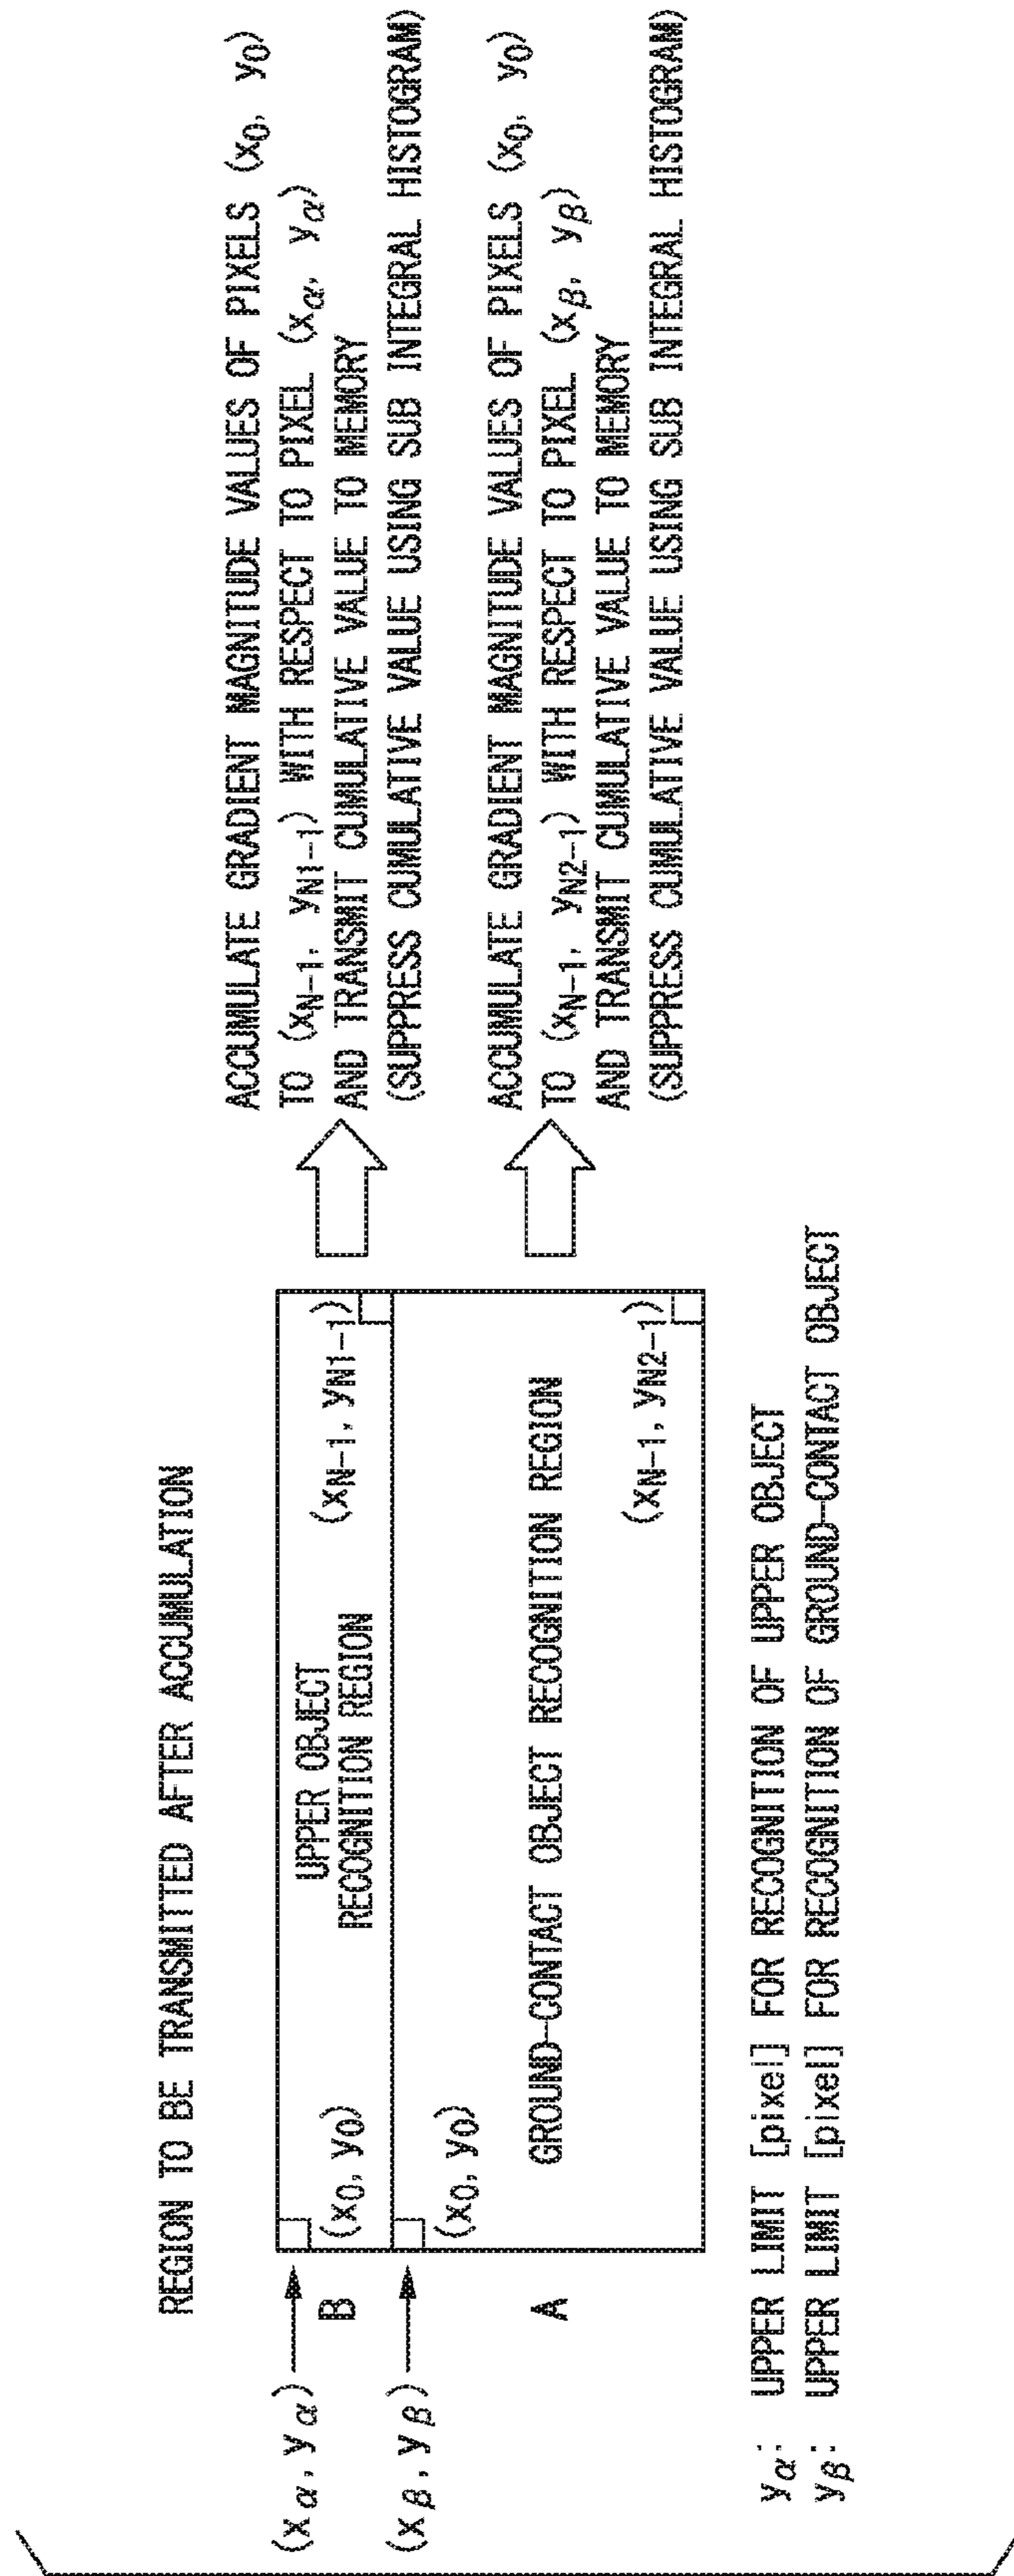 REGION TO BE TRANSMITTED AFTER ACCUMULATION
(xα, yα)
B
(xβ, yβ)
A
(x0, y0)
UPPER OBJECT
RECOGNITION REGION
(xN-1, yN1-1)
(x0, y0)
GROUND-CONTACT OBJECT RECOGNITION REGION
(xN-1, yN2-1)
ACCUMULATE GRADIENT MAGNITUDE VALUES OF PIXELS (x0, y0)
TO (xN-1, yN1-1) WITH RESPECT TO PIXEL (xα, yα)
AND TRANSMIT CUMULATIVE VALUE TO MEMORY
(SUPPRESS CUMULATIVE VALUE USING SUB INTEGRAL HISTOGRAM)
ACCUMULATE GRADIENT MAGNITUDE VALUES OF PIXELS (x0, y0)
TO (xN-1, yN2-1) WITH RESPECT TO PIXEL (xβ, yβ)
AND TRANSMIT CUMULATIVE VALUE TO MEMORY
(SUPPRESS CUMULATIVE VALUE USING SUB INTEGRAL HISTOGRAM)
yα: UPPER LIMIT [pixel] FOR RECOGNITION OF UPPER OBJECT
yβ: UPPER LIMIT [pixel] FOR RECOGNITION OF GROUND-CONTACT OBJECT